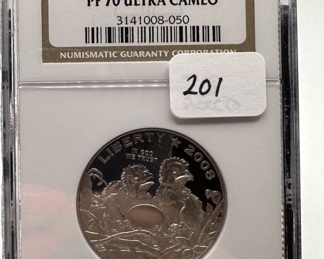 PF 70 ULTRA CAMEO
3141008-050
NUMISMATIC GUARANTY CORPORATION
201
LIBERTY 2008
IN GOD
WE TRUST